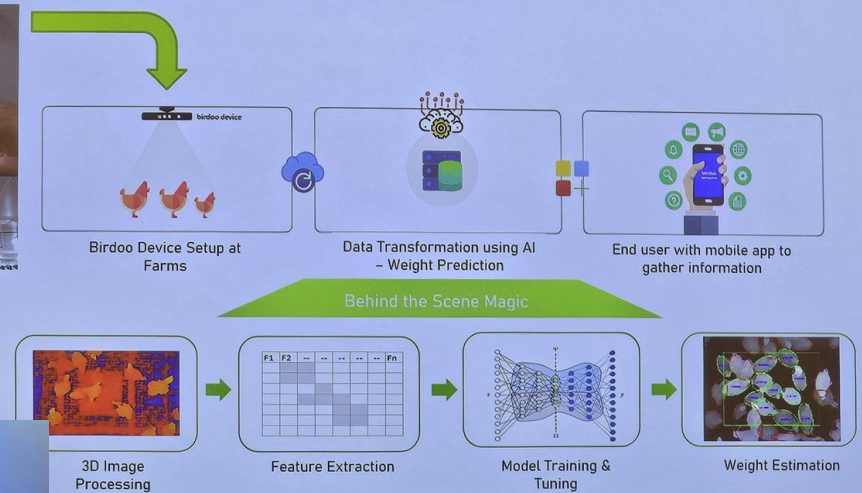 birdoo device
Birdoo Device Setup at
Farms
Data Transformation using AI
– Weight Prediction
End user with mobile app to
gather information
Behind the Scene Magic
F1 F2 -- -- -- -- -- Fn
3D Image
Processing
Feature Extraction
Model Training &
Tuning
Weight Estimation